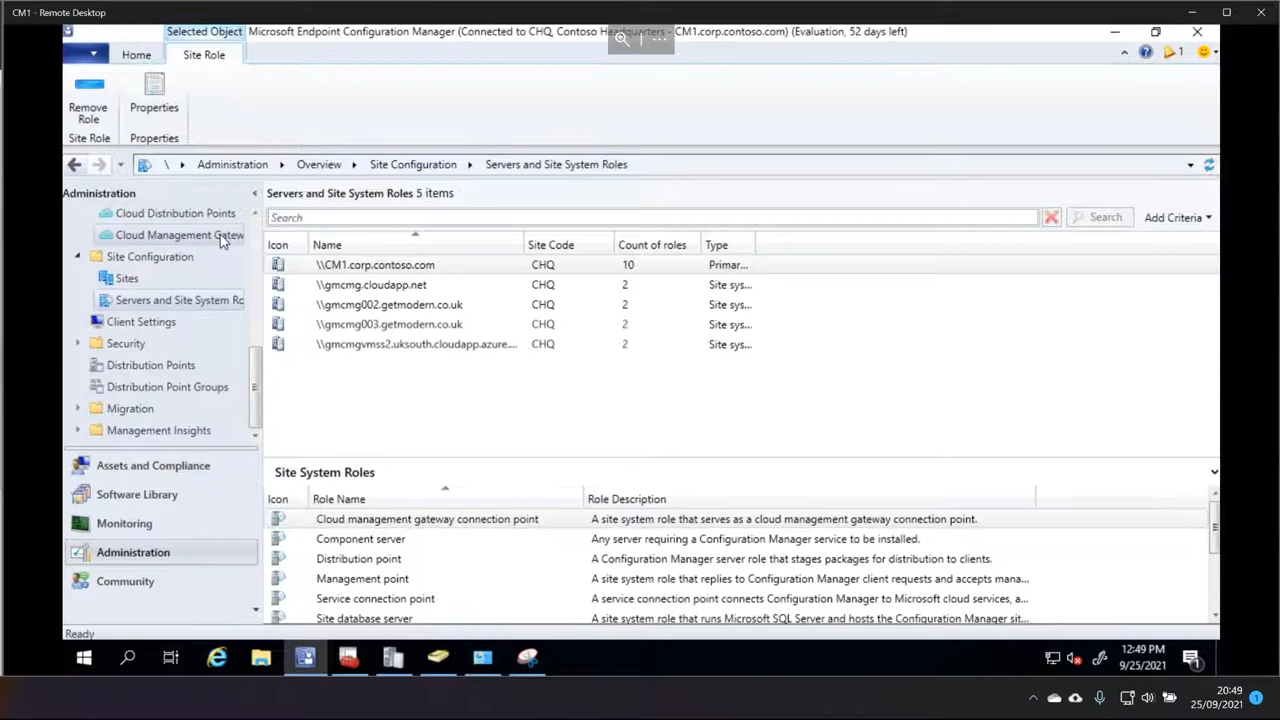 CM1 - Remote Desktop
Selected Object Microsoft Endpoint Configuration Manager (Connected to CHQ, Contoso Headquarters - CM1.corp.contoso.com) (Evaluation, 52 days left)
Home Site Role
1
Remove Role
Properties
Site Role Properties
\ Administration Overview Site Configuration Servers and Site System Roles
Administration
Cloud Distribution Points
Cloud Management Gatew
Site Configuration
Sites
Servers and Site System Ro
Client Settings
Security
Distribution Points
Distribution Point Groups
Migration
Management Insights
Assets and Compliance
Software Library
Monitoring
Administration
Community
Servers and Site System Roles 5 items
Search Search Add Criteria
Icon Name Site Code Count of roles Type
\\CM1.corp.contoso.com CHQ 10 Primar...
\\gmcmg.cloudapp.net CHQ 2 Site sys...
\\gmcmg002.getmodern.co.uk CHQ 2 Site sys...
\\gmcmg003.getmodern.co.uk CHQ 2 Site sys...
\\gmcmgvmss2.uksouth.cloudapp.azure.... CHQ 2 Site sys...
Site System Roles
Icon Role Name Role Description
Cloud management gateway connection point A site system role that serves as a cloud management gateway connection point.
Component server Any server requiring a Configuration Manager service to be installed.
Distribution point A Configuration Manager server role that stages packages for distribution to clients.
Management point A site system role that replies to Configuration Manager client requests and accepts mana...
Service connection point A service connection point connects Configuration Manager to Microsoft cloud services, a...
Site database server A site system role that runs Microsoft SQL Server and hosts the Configuration Manager sit...
Ready
12:49 PM
9/25/2021
1
20:49
25/09/2021
1